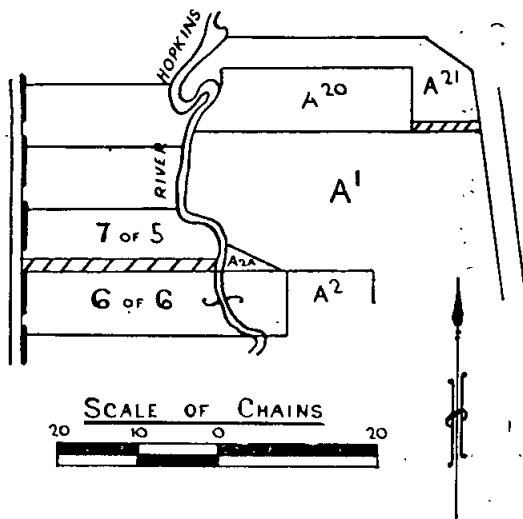 HOPKINS
RIVER
A20
A21
A1
7 OF 5
A2A
6 OF 6
A2
SCALE OF CHAINS
20 10 0 20